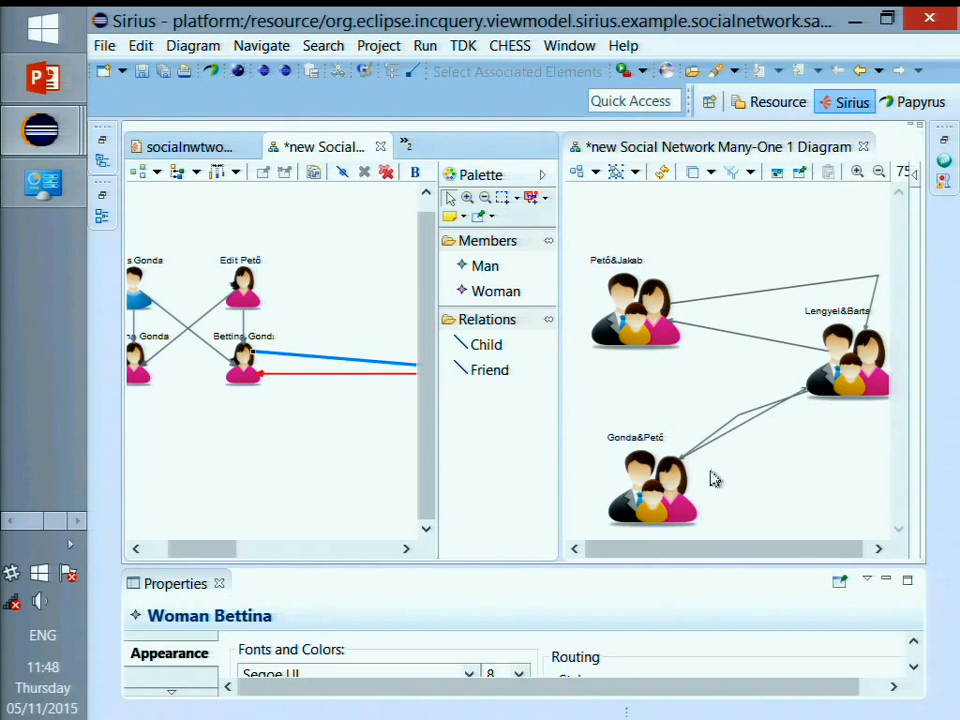 Sirius - platform:/resource/org.eclipse.incquery.viewmodel.sirius.example.socialnetwork.sa...
File Edit Diagram Navigate Search Project Run TDK CHESS Window Help
Select Associated Elements
Quick Access
Resource
Sirius
Papyrus
socialnwtwo...
*new Social...
2
*new Social Network Many-One 1 Diagram
B
Palette
75
Members
Man
Woman
Relations
Child
Friend
s Gonda
Edit Pető
Gonda
Bettina Gond
Pető&Jakab
Lengyel&Barta
Gonda&Pető
Properties
Woman Bettina
Appearance
Fonts and Colors:
Segoe UI
8
Routing
ENG
11:48
Thursday
05/11/2015